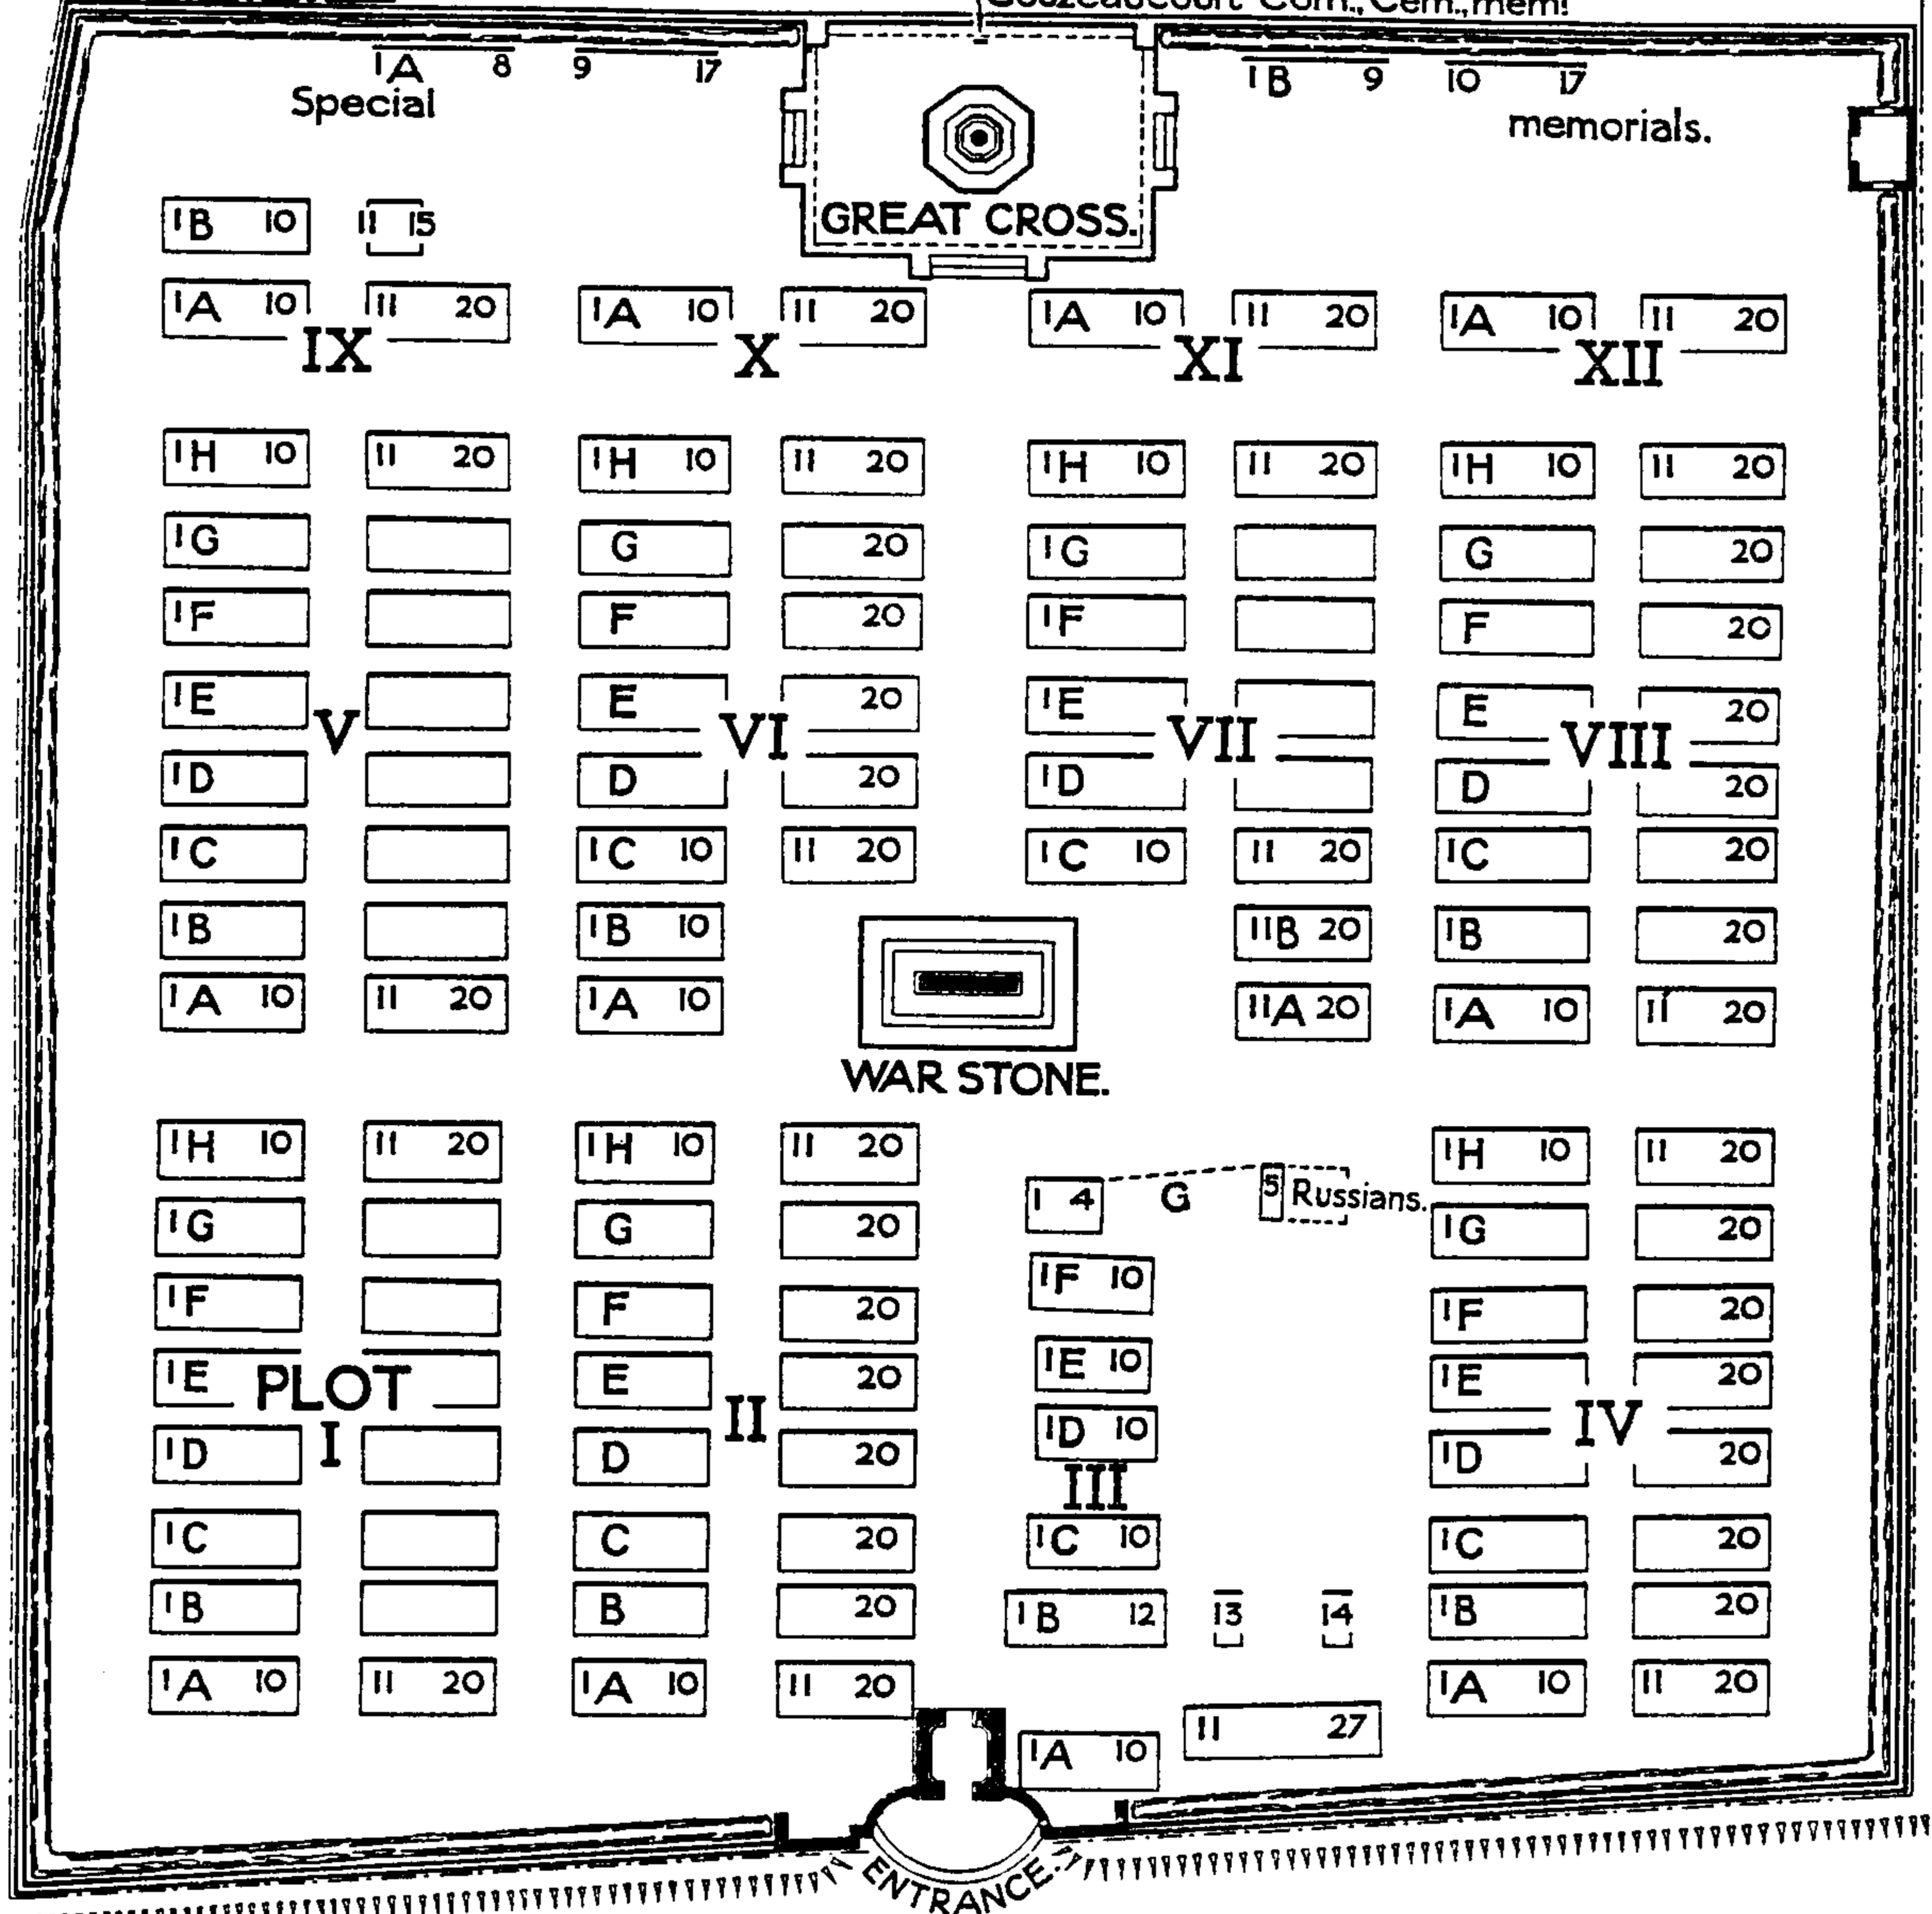 Gouzeaucourt Com., Cem., mem!
1A 8 9 17
1B 9 10 17
Special
memorials.
GREAT CROSS.
1B 10 11 15
1A 10 11 20 1A 10 11 20 1A 10 11 20 1A 10 11 20
IX X XI XII
1H 10 11 20 1H 10 11 20 1H 10 11 20 1H 10 11 20
1G G 20 1G G 20
1F F 20 1F F 20
1E E 20 1E E 20
V VI VII VIII
1D D 20 1D D 20
1C 1C 10 11 20 1C 10 11 20 1C 20
1B 1B 10 11B 20 1B 20
1A 10 11 20 1A 10 11A 20 1A 10 11 20
WAR STONE.
1H 10 11 20 1H 10 11 20 1H 10 11 20
1 4 G 5 Russians.
1G G 20 1G 20
1F F 20 1F 10 1F 20
1E E 20 1E 10 1E 20
PLOT
I II III IV
1D D 20 1D 10 1D 20
1C C 20 1C 10 1C 20
1B B 20 1B 12 13 14 1B 20
1A 10 11 20 1A 10 11 20 1A 10 11 20
1A 10 11 27
ENTRANCE.